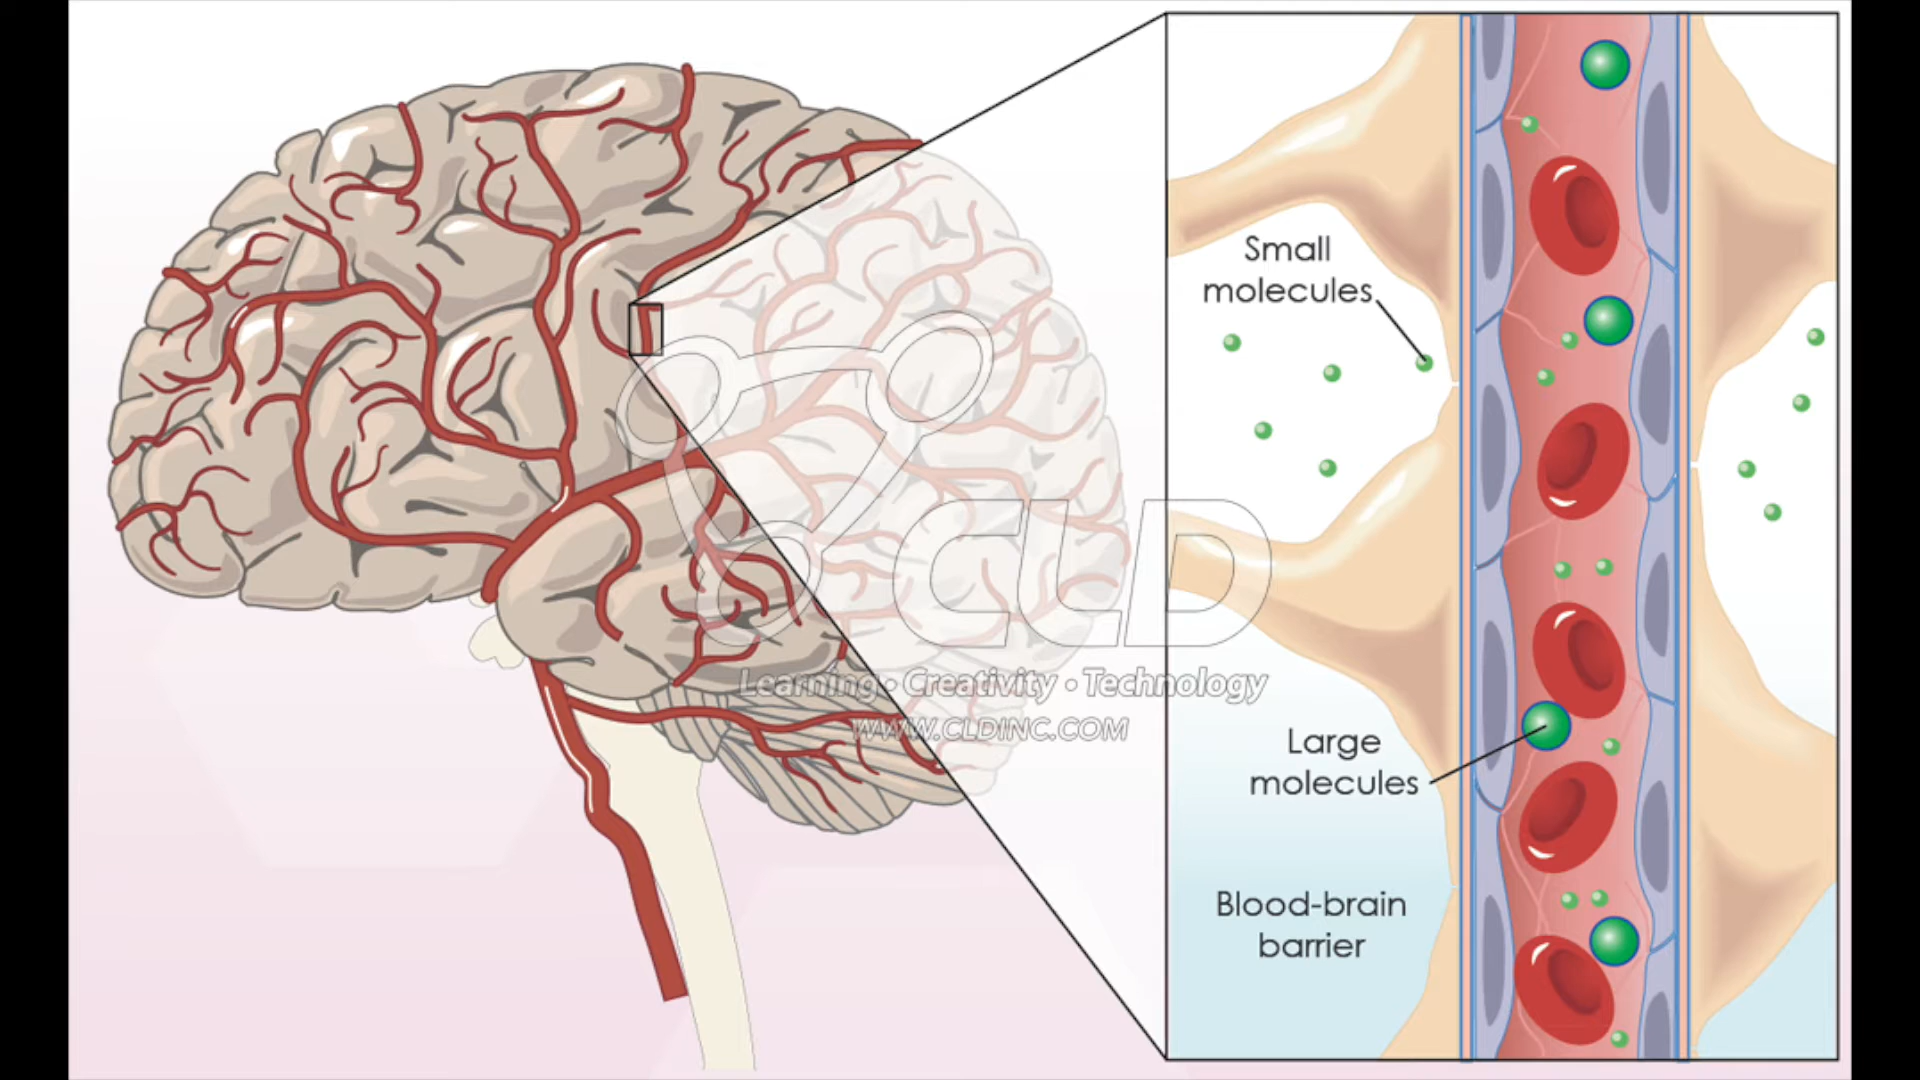 Small
molecules
CLD
Learning • Creativity • Technology
WWW.CLDINC.COM
Large
molecules
Blood-brain
barrier